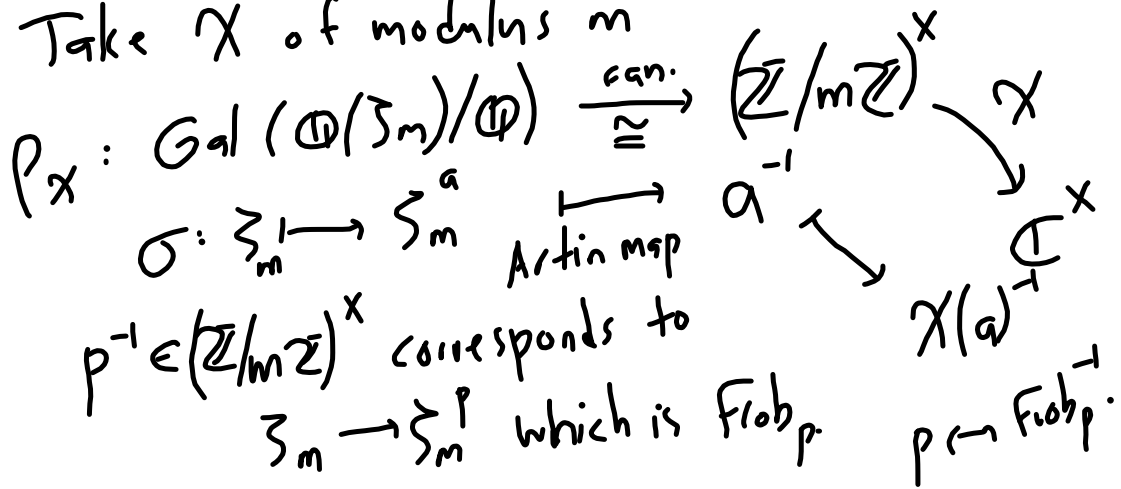 Take χ of modulus m
ρ_χ : Gal(ℚ(ζ_m)/ℚ) —can. ≅→ (ℤ/mℤ)^× χ
σ: ζ_m ↦ ζ_m^a ↦ Artin map a^{-1} ℂ^×
χ(a)^{-1}
p^{-1} ∈ (ℤ/mℤ)^× corresponds to
ζ_m → ζ_m^p which is Frob_p. p ↔ Frob_p^{-1}.